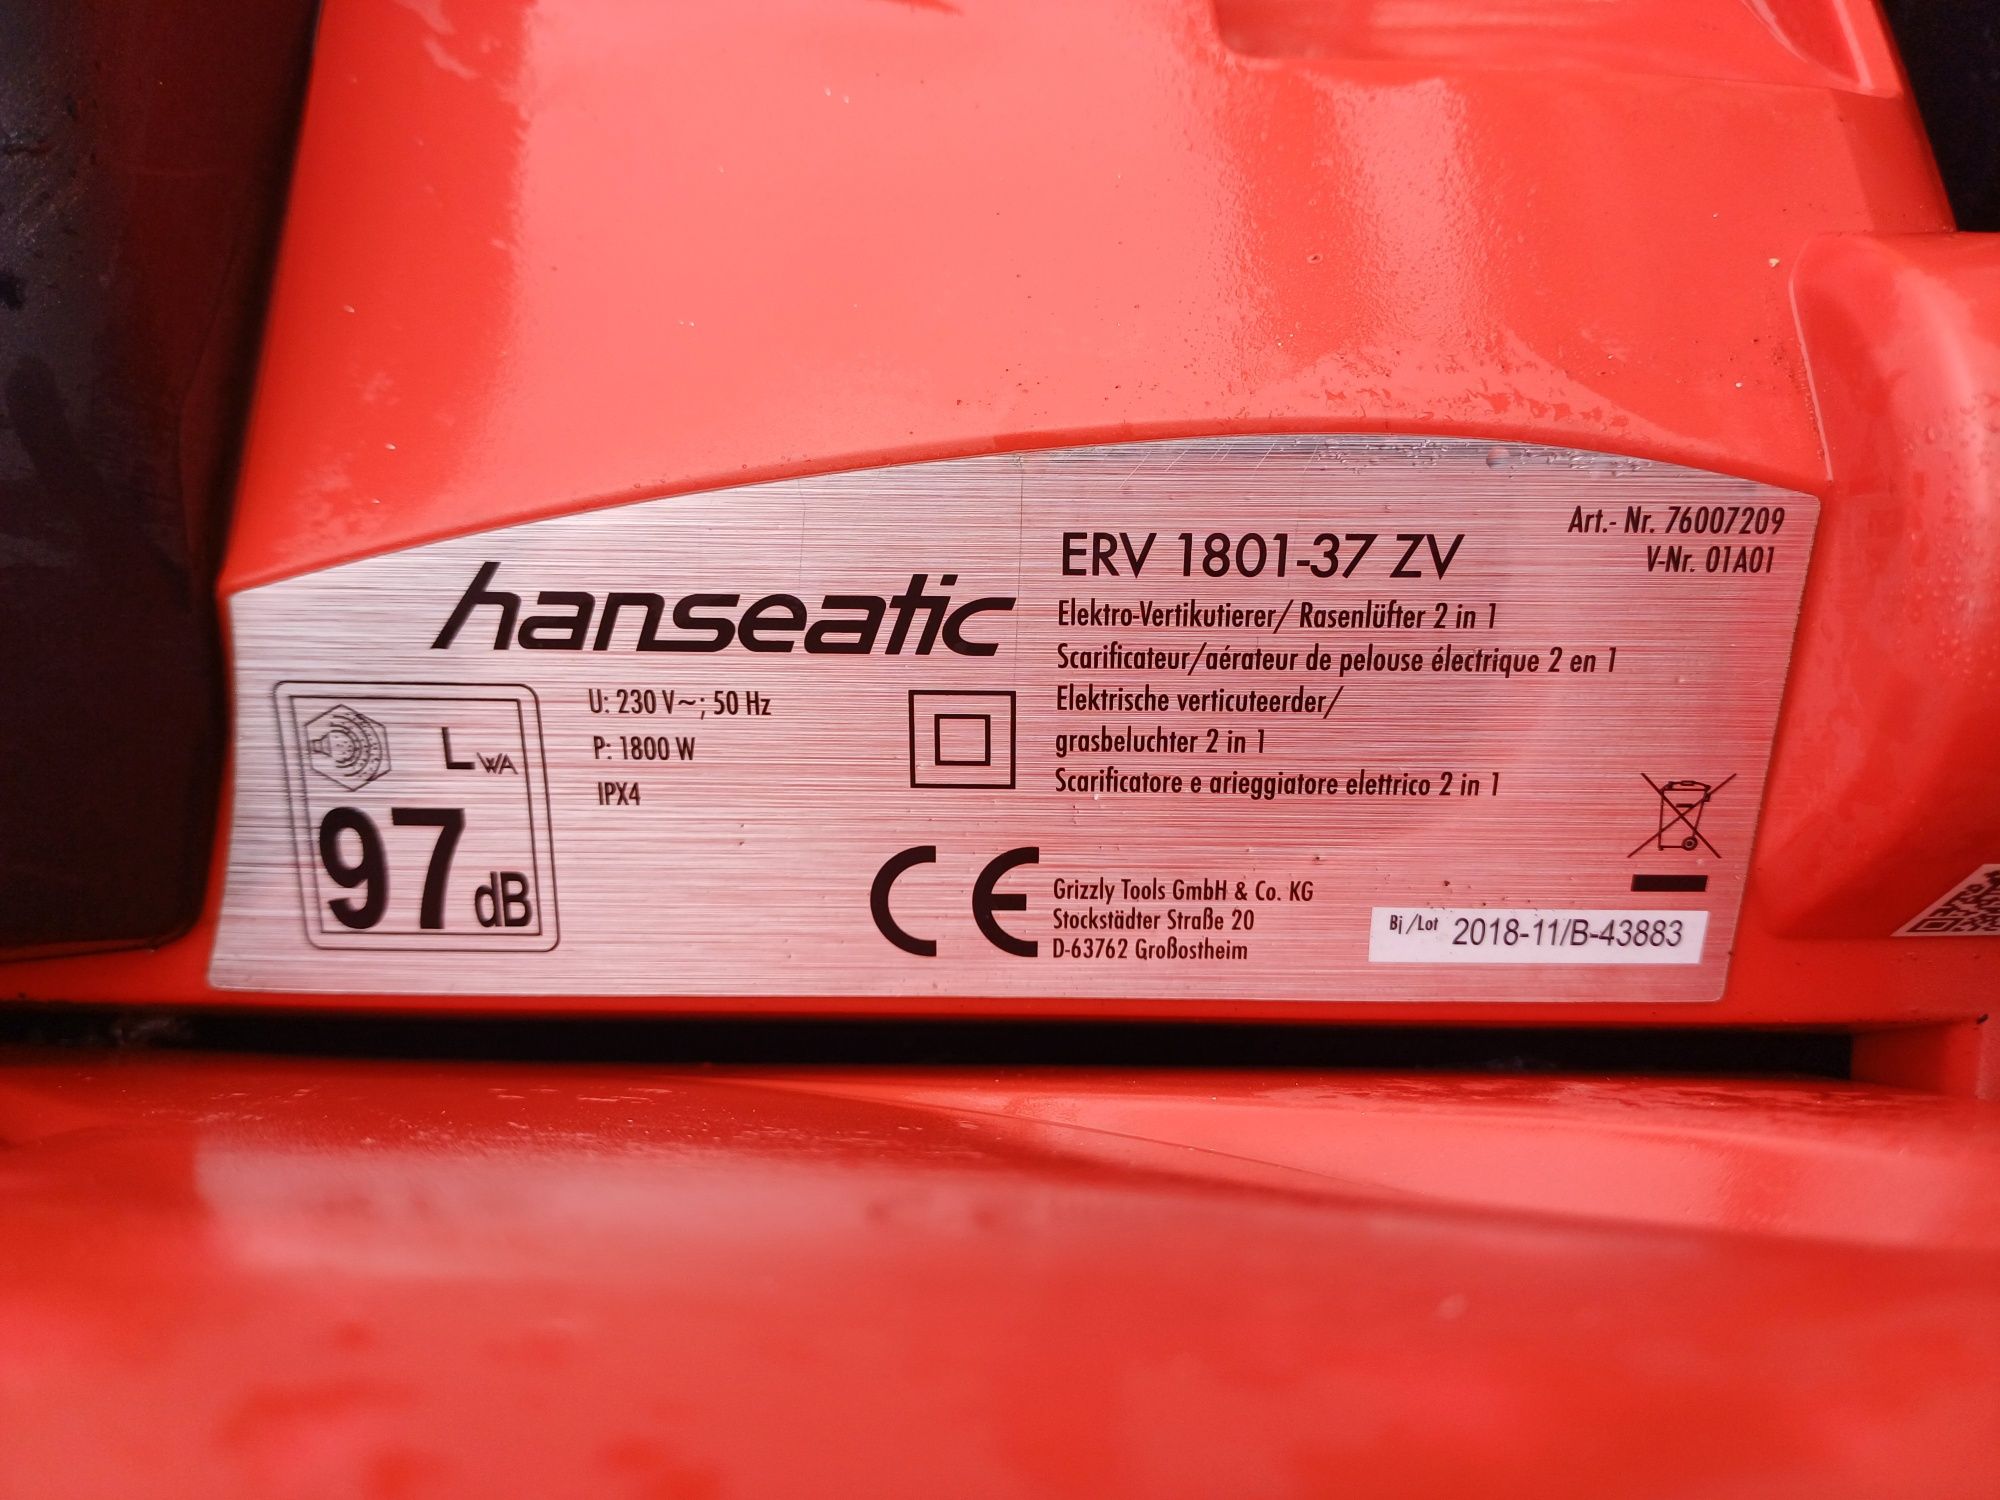 Art.- Nr. 76007209
V-Nr. 01A01
ERV 1801-37 ZV
hanseatic
Elektro-Vertikutierer/ Rasenlüfter 2 in 1
Scarificateur/aérateur de pelouse électrique 2 en 1
Elektrische verticuteerder/
grasbeluchter 2 in 1
Scarificatore e arieggiatore elettrico 2 in 1
U: 230 V~; 50 Hz
P: 1800 W
IPX4
LWA
97 dB
CE
Grizzly Tools GmbH & Co. KG
Stockstädter Straße 20
D-63762 Großostheim
Bj /Lot 2018-11/B-43883